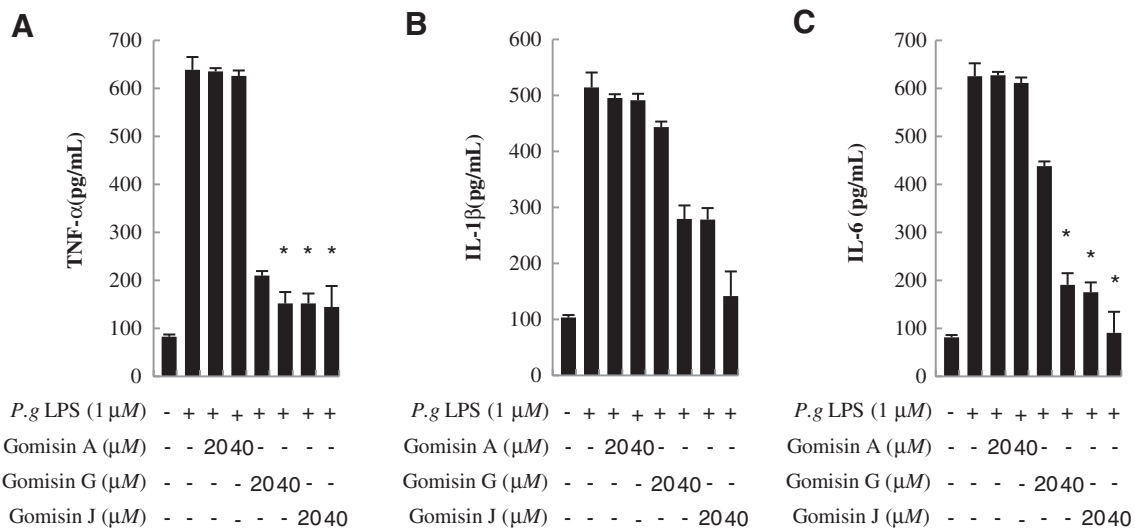 A
TNF-α(pg/mL)
700
600
500
400
300
200
100
0
* * *
P.g LPS (1 μM) - + + + + + + +
Gomisin A (μM) - - 20 40 - - - -
Gomisin G (μM) - - - - 20 40 - -
Gomisin J (μM) - - - - - - 20 40
B
IL-1β(pg/mL)
600
500
400
300
200
100
0
P.g LPS (1 μM) - + + + + + + +
Gomisin A (μM) - - 20 40 - - - -
Gomisin G (μM) - - - - 20 40 - -
Gomisin J (μM) - - - - - - 20 40
C
IL-6 (pg/mL)
700
600
500
400
300
200
100
0
* * *
P.g LPS (1 μM) - + + + + + + +
Gomisin A (μM) - - 20 40 - - - -
Gomisin G (μM) - - - - 20 40 - -
Gomisin J (μM) - - - - - - 20 40